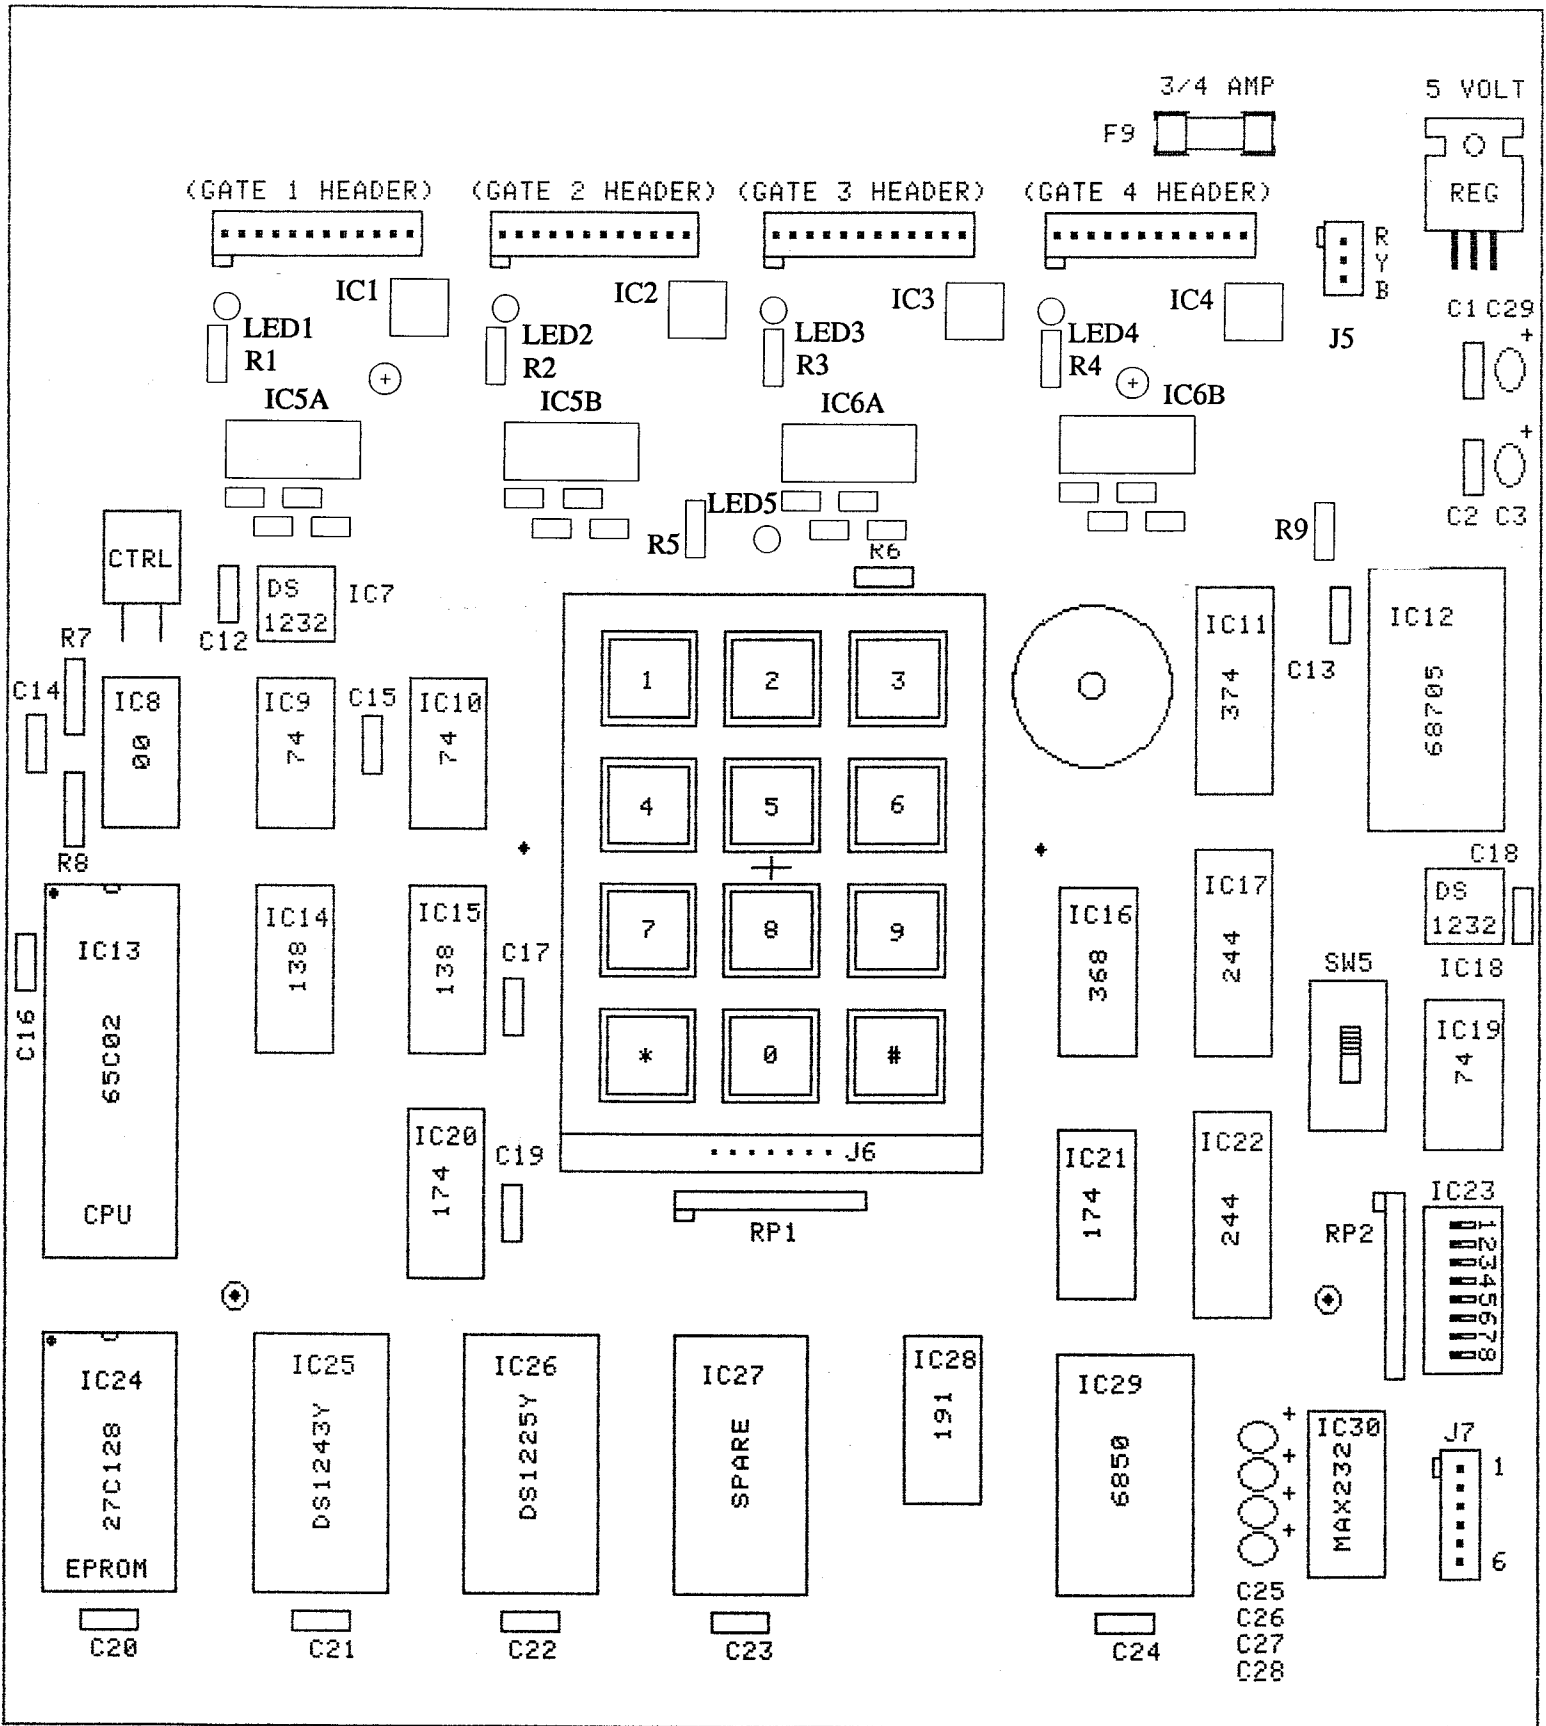 3/4 AMP
5 VOLT
F9
REG
(GATE 1 HEADER) (GATE 2 HEADER) (GATE 3 HEADER) (GATE 4 HEADER)
R
Y
B
J5
IC1
IC2
IC3
IC4
LED1
R1
LED2
R2
LED3
R3
LED4
R4
C1 C29
+
IC5A
IC5B
IC6A
+
IC6B
+
+
C2 C3
LED5
R5
R6
R9
CTRL
DS
1232
IC7
C12
R7
C14
IC8
00
IC9
74
C15
IC10
74
R8
1 2 3
4 5 6
7 8 9
* 0 #
J6
RP1
IC11
374
C13
IC12
68705
C18
DS
1232
IC18
IC13
65C02
CPU
C16
IC14
138
IC15
138
C17
IC16
368
IC17
244
SW5
IC19
74
IC20
174
C19
IC21
174
IC22
244
RP2
IC23
1
2
3
4
5
6
7
8
IC24
27C128
EPROM
IC25
DS1243Y
IC26
DS1225Y
IC27
SPARE
IC28
191
IC29
6850
+
+
+
+
IC30
MAX232
J7
1
6
C20
C21
C22
C23
C24
C25
C26
C27
C28